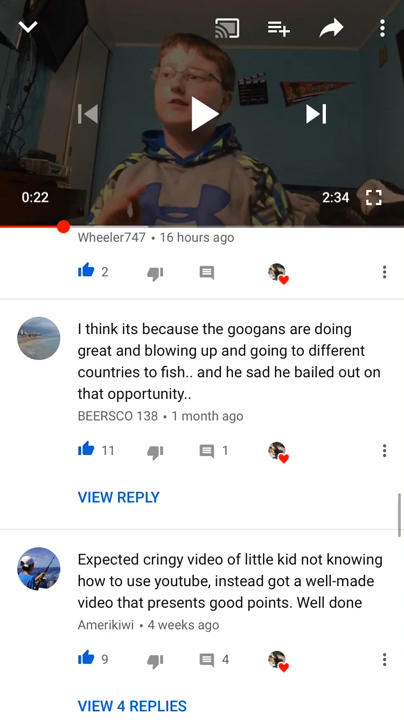 0:22
2:34
Wheeler747 • 16 hours ago
2
I think its because the googans are doing
great and blowing up and going to different
countries to fish.. and he sad he bailed out on
that opportunity..
BEERSCO 138 • 1 month ago
11
1
VIEW REPLY
Expected cringy video of little kid not knowing
how to use youtube, instead got a well-made
video that presents good points. Well done
Amerikiwi • 4 weeks ago
9
4
VIEW 4 REPLIES